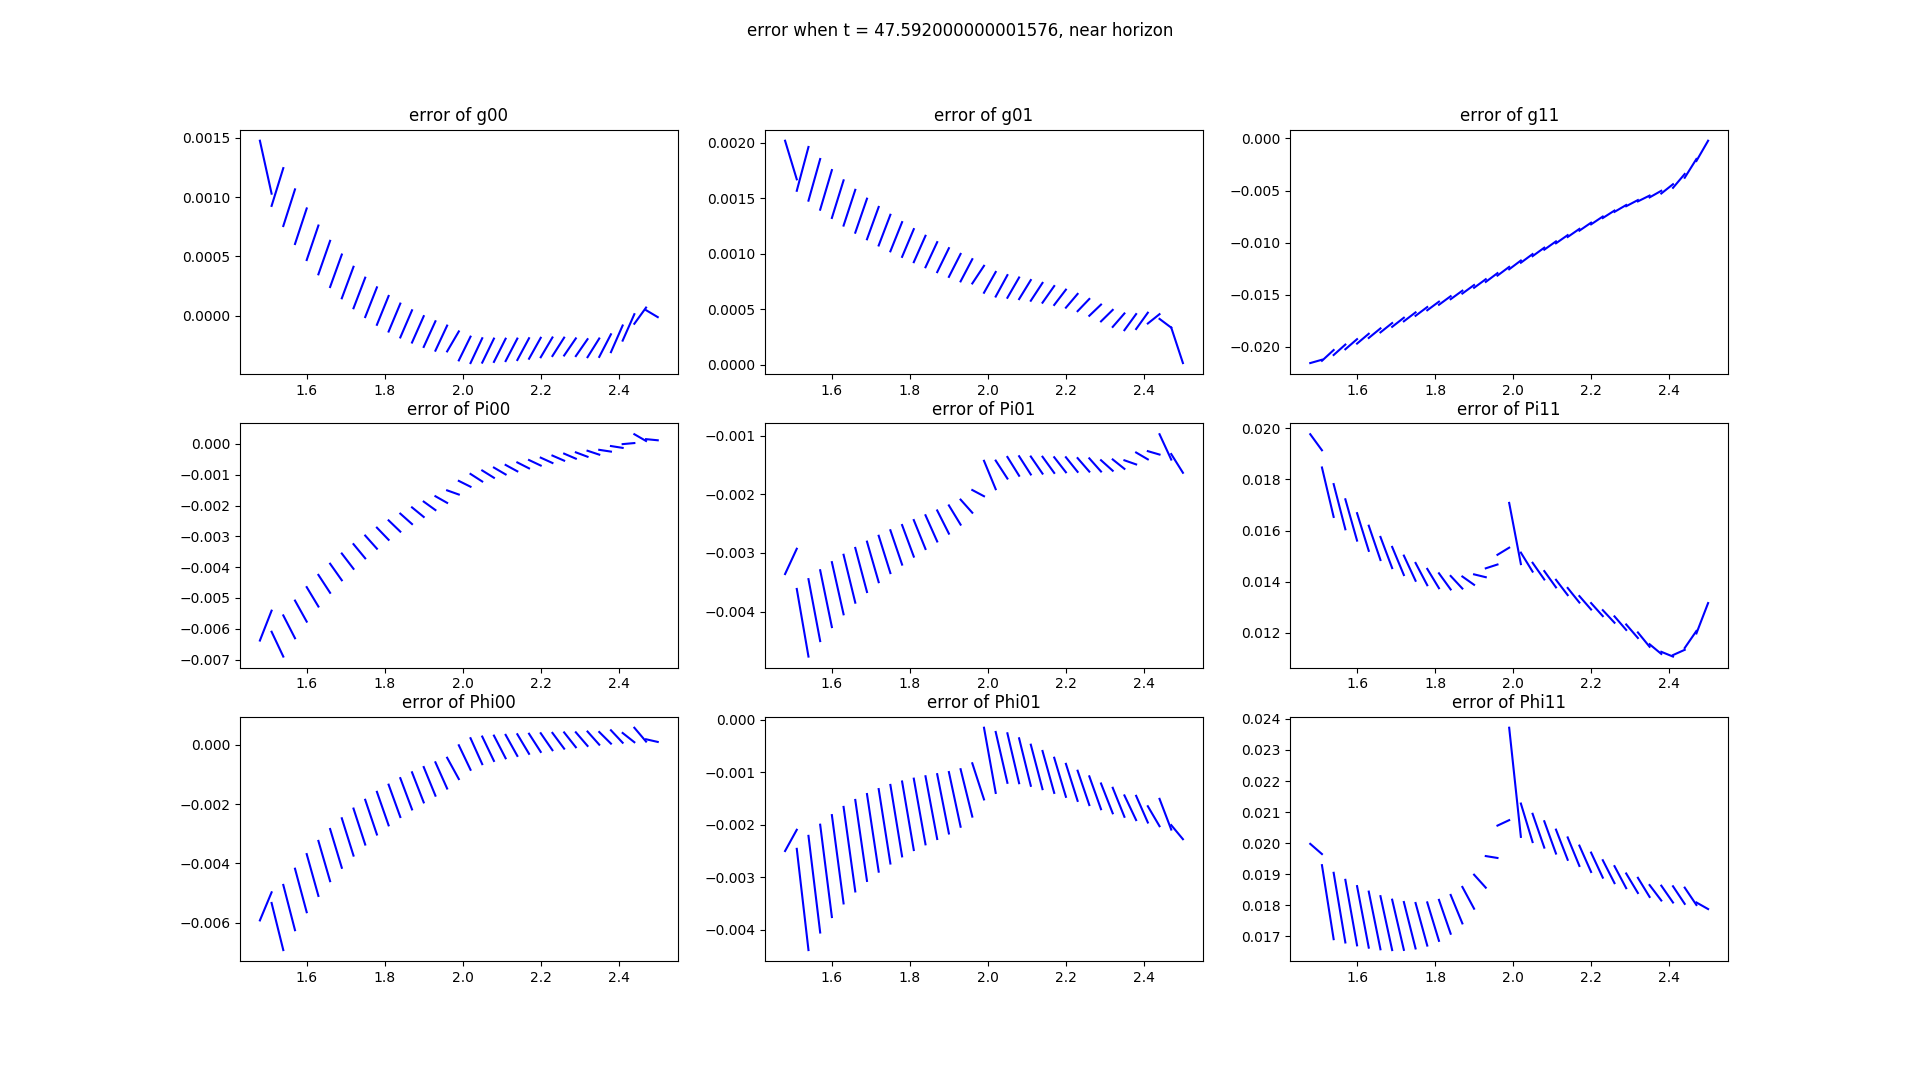 error when t = 47.592000000001576, near horizon
error of g00
error of g01
error of g11
0.0015
0.0010
0.0005
0.0000
1.6 1.8 2.0 2.2 2.4
0.0020
0.0015
0.0010
0.0005
0.0000
1.6 1.8 2.0 2.2 2.4
0.000
−0.005
−0.010
−0.015
−0.020
1.6 1.8 2.0 2.2 2.4
error of Pi00
error of Pi01
error of Pi11
0.000
−0.001
−0.002
−0.003
−0.004
−0.005
−0.006
−0.007
1.6 1.8 2.0 2.2 2.4
−0.001
−0.002
−0.003
−0.004
1.6 1.8 2.0 2.2 2.4
0.020
0.018
0.016
0.014
0.012
1.6 1.8 2.0 2.2 2.4
error of Phi00
error of Phi01
error of Phi11
0.000
−0.002
−0.004
−0.006
1.6 1.8 2.0 2.2 2.4
0.000
−0.001
−0.002
−0.003
−0.004
1.6 1.8 2.0 2.2 2.4
0.024
0.023
0.022
0.021
0.020
0.019
0.018
0.017
1.6 1.8 2.0 2.2 2.4